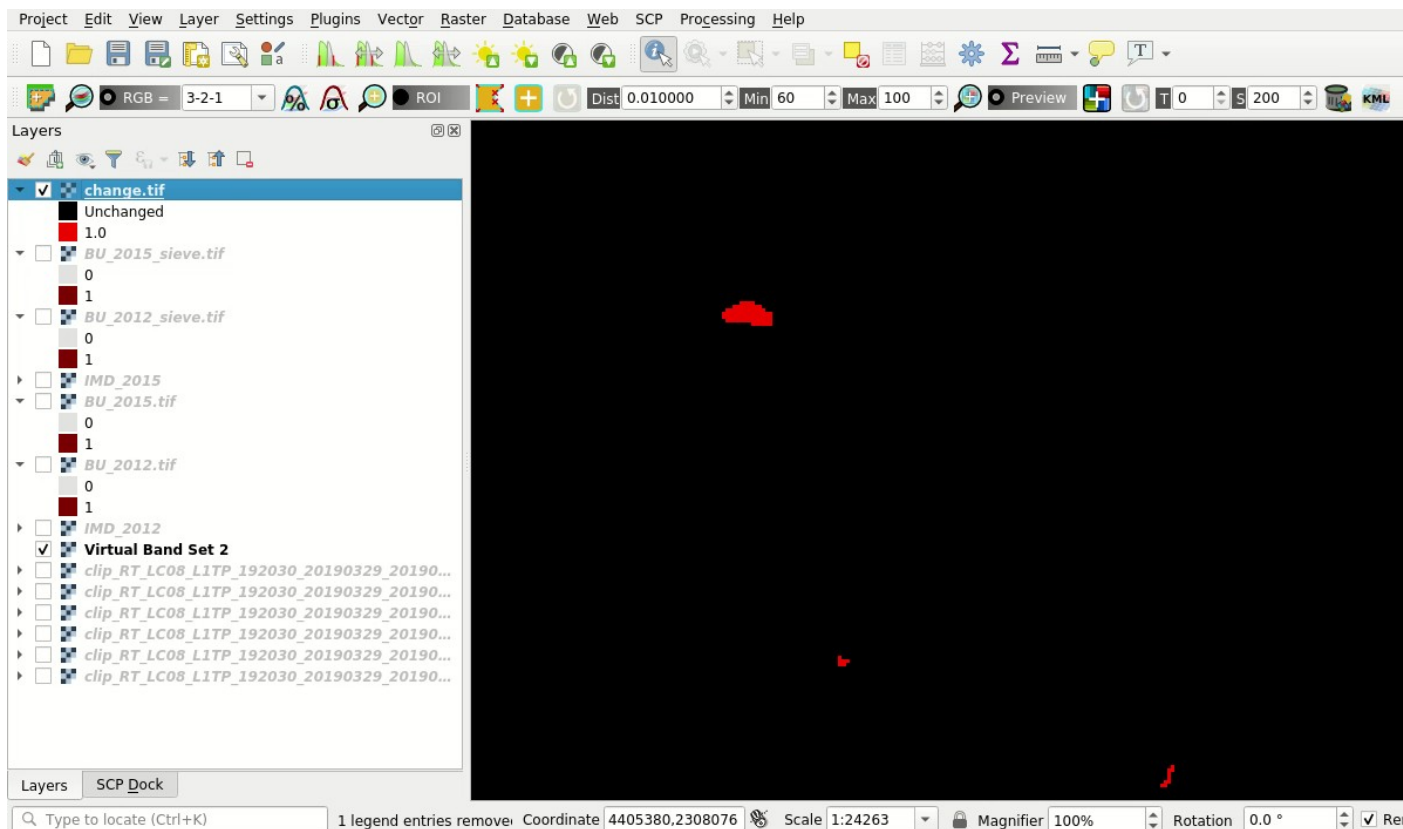 Project Edit View Layer Settings Plugins Vector Raster Database Web SCP Processing Help
a Σ T
RGB = 3-2-1 ROI Dist 0.010000 Min 60 Max 100 Preview T 0 S 200 KML
Layers
change.tif
Unchanged
1.0
BU_2015_sieve.tif
0
1
BU_2012_sieve.tif
0
1
IMD_2015
BU_2015.tif
0
1
BU_2012.tif
0
1
IMD_2012
Virtual Band Set 2
clip_RT_LC08_L1TP_192030_20190329_20190...
clip_RT_LC08_L1TP_192030_20190329_20190...
clip_RT_LC08_L1TP_192030_20190329_20190...
clip_RT_LC08_L1TP_192030_20190329_20190...
clip_RT_LC08_L1TP_192030_20190329_20190...
clip_RT_LC08_L1TP_192030_20190329_20190...
Layers SCP Dock
Type to locate (Ctrl+K) 1 legend entries remove Coordinate 4405380,2308076 Scale 1:24263 Magnifier 100% Rotation 0.0 ° Re